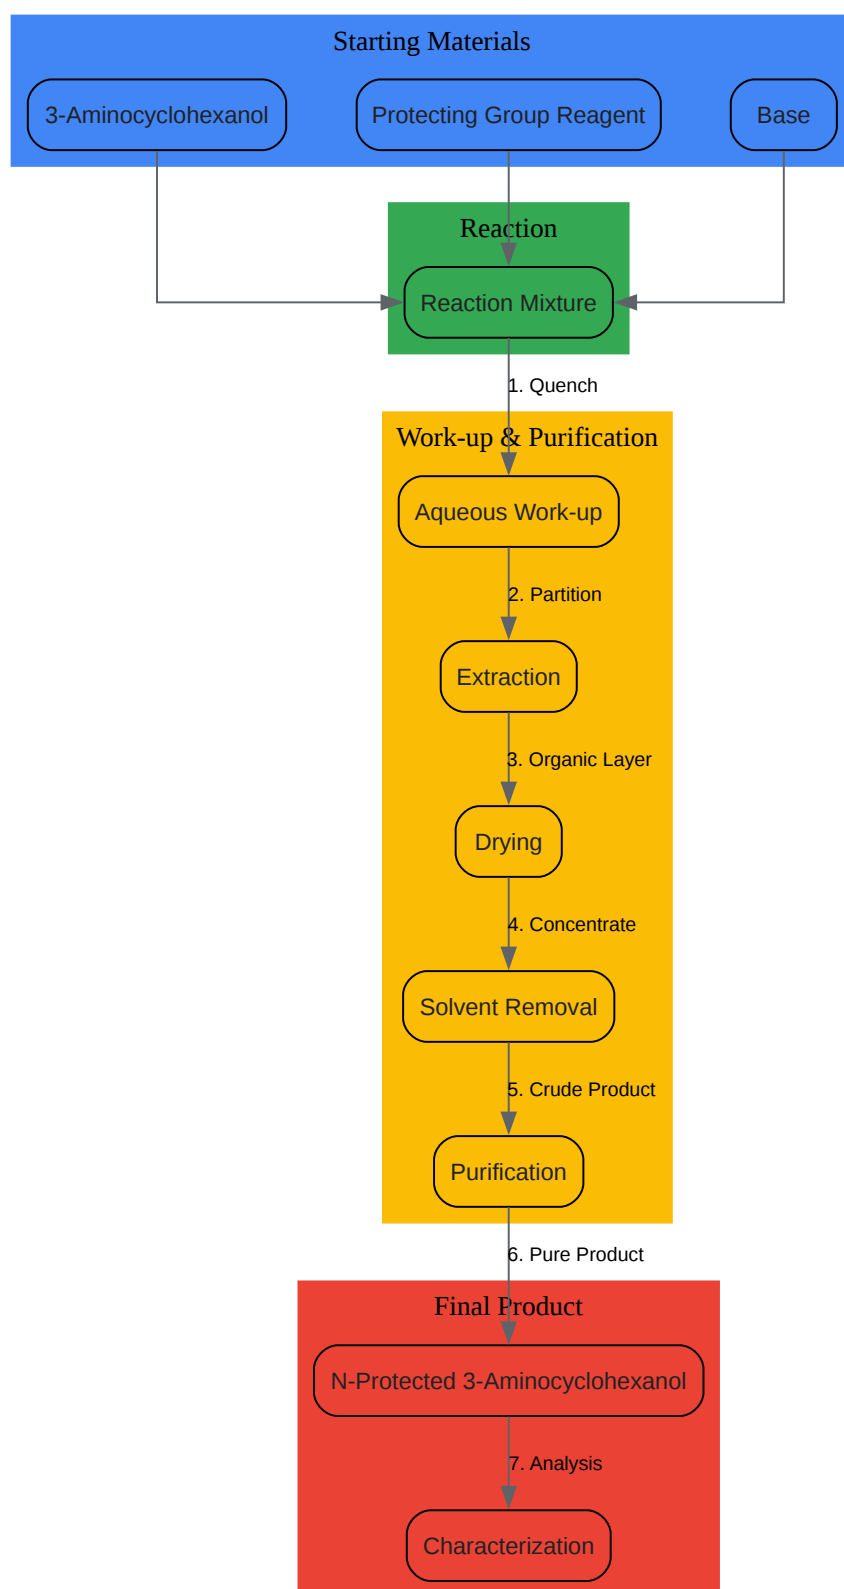 Starting Materials
3-Aminocyclohexanol
Protecting Group Reagent
Base
Reaction
Reaction Mixture
1. Quench
Work-up & Purification
Aqueous Work-up
2. Partition
Extraction
3. Organic Layer
Drying
4. Concentrate
Solvent Removal
5. Crude Product
Purification
6. Pure Product
Final Product
N-Protected 3-Aminocyclohexanol
7. Analysis
Characterization